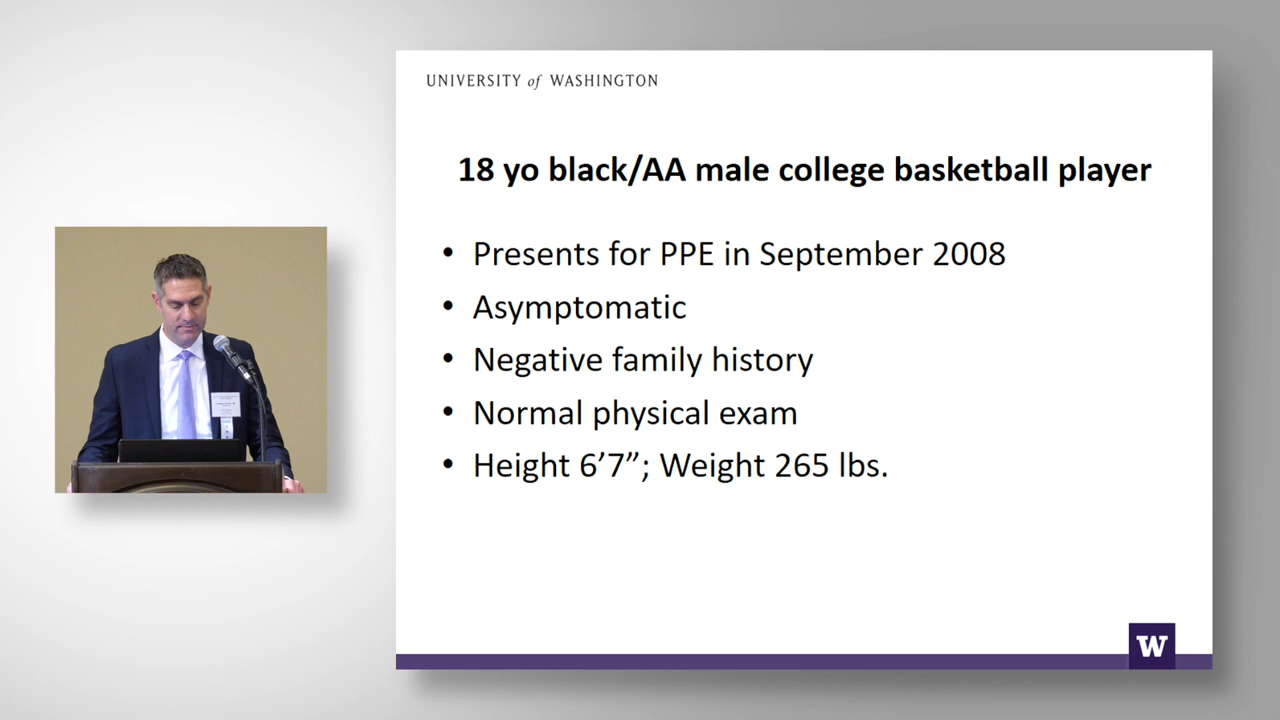 UNIVERSITY of WASHINGTON
18 yo black/AA male college basketball player
• Presents for PPE in September 2008
• Asymptomatic
• Negative family history
• Normal physical exam
• Height 6’7”; Weight 265 lbs.
W